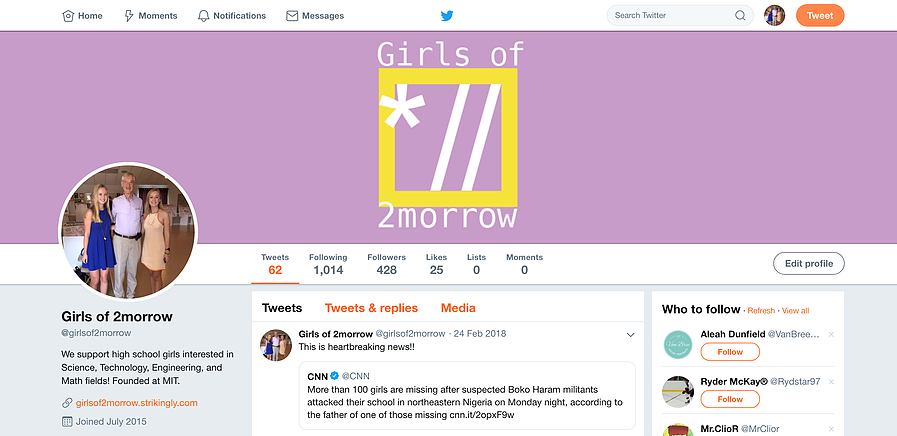 Home Moments Notifications Messages Search Twitter Tweet
Girls of
*//
2morrow
Tweets Following Followers Likes Lists Moments
62 1,014 428 25 0 0
Edit profile
Girls of 2morrow
@girlsof2morrow
We support high school girls interested in
Science, Technology, Engineering, and
Math fields! Founded at MIT.
girlsof2morrow.strikingly.com
Joined July 2015
Tweets Tweets & replies Media
Girls of 2morrow @girlsof2morrow · 24 Feb 2018
This is heartbreaking news!!
CNN @CNN
More than 100 girls are missing after suspected Boko Haram militants
attacked their school in northeastern Nigeria on Monday night, according to
the father of one of those missing cnn.it/2opxF9w
Who to follow · Refresh · View all
Aleah Dunfield @VanBree...
Follow
Ryder McKay® @Rydstar97
Follow
Mr.ClioR @MrClior